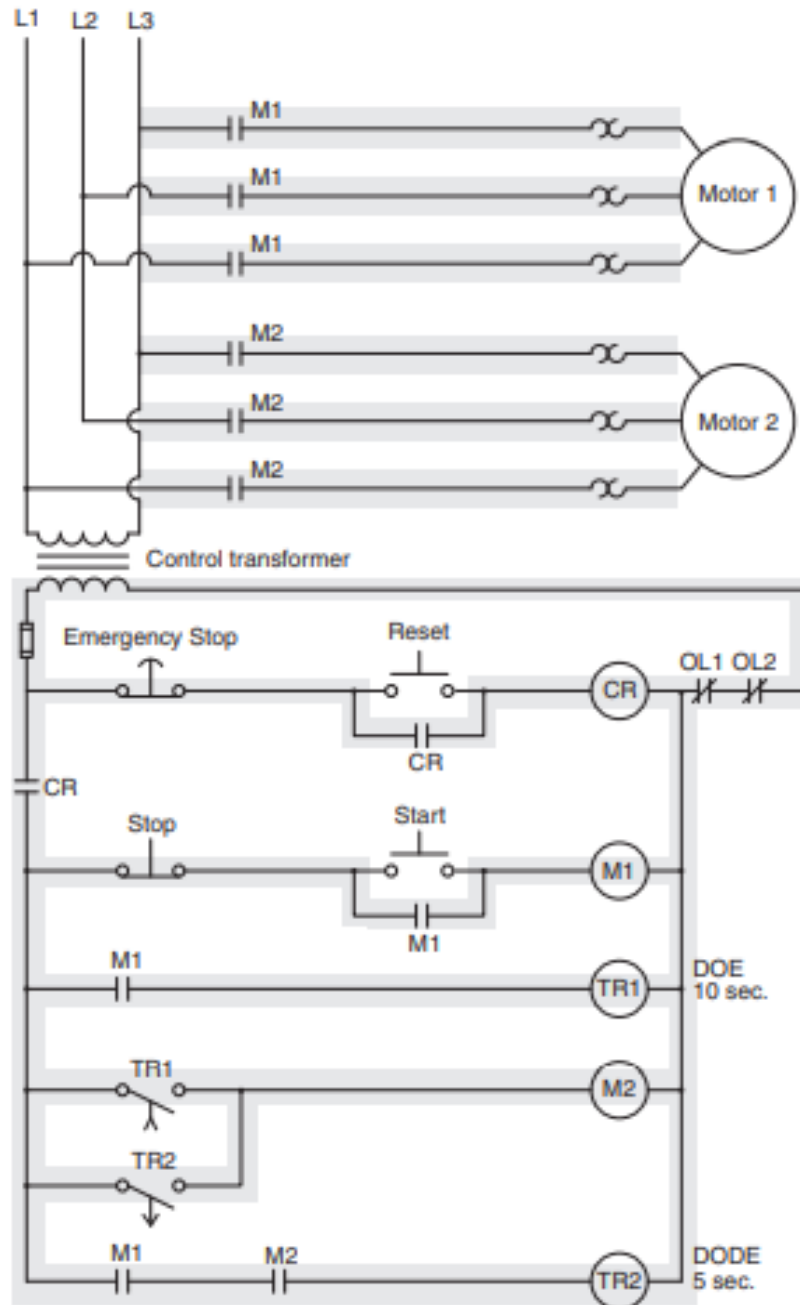 L1 L2 L3
M1
M1
Motor 1
M1
M2
M2
Motor 2
M2
Control transformer
Emergency Stop
Reset
OL1 OL2
CR
CR
CR
Stop
Start
M1
M1
M1
DOE
TR1
10 sec.
TR1
M2
TR2
M1
M2
DODE
TR2
5 sec.